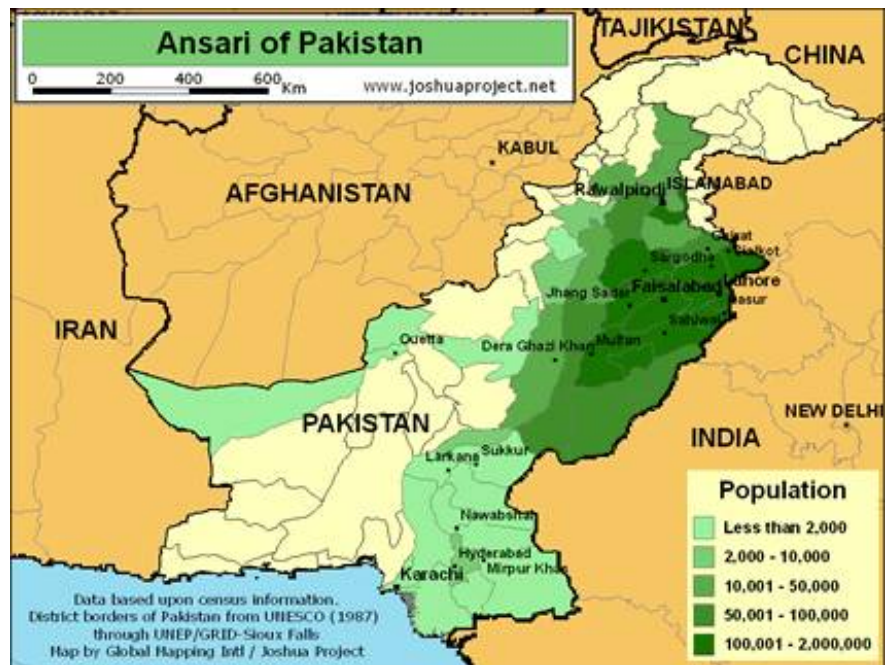 Ansari of Pakistan
0 200 400 600
Km
www.joshuaproject.net
TAJIKISTAN
CHINA
KABUL
AFGHANISTAN
Rawalpindi
ISLAMABAD
Gujrat
Sialkot
Sargodha
Lahore
Faisalabad
Jhang Sadar
Kasur
IRAN
Sahiwal
Quetta
Dera Ghazi Khan
Multan
NEW DELHI
PAKISTAN
INDIA
Larkana
Sukkur
Nawabshah
Hyderabad
Mirpur Khas
Karachi
Population
Less than 2,000
2,000 - 10,000
10,001 - 50,000
50,001 - 100,000
100,001 - 2,000,000
Data based upon census information.
District borders of Pakistan from UNESCO (1987)
through UNEP/GRID-Sioux Falls
Map by Global Mapping Intl / Joshua Project